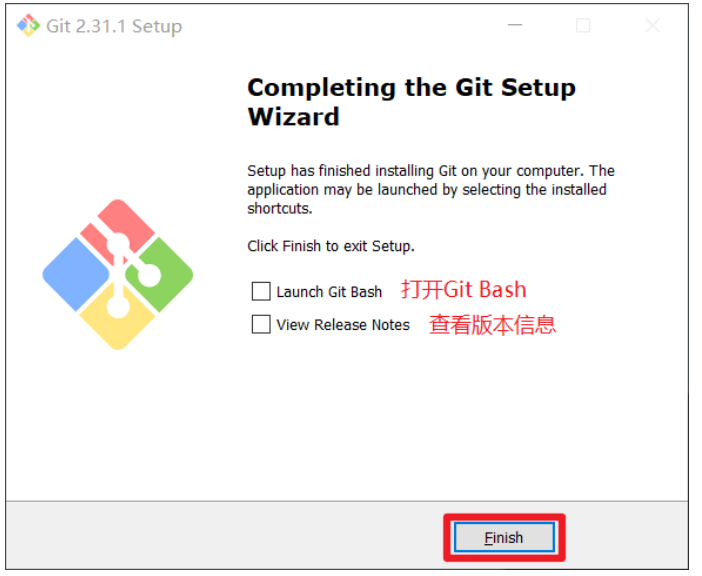 Git 2.31.1 Setup
Completing the Git Setup
Wizard
Setup has finished installing Git on your computer. The
application may be launched by selecting the installed
shortcuts.
Click Finish to exit Setup.
Launch Git Bash 打开Git Bash
View Release Notes 查看版本信息
Finish